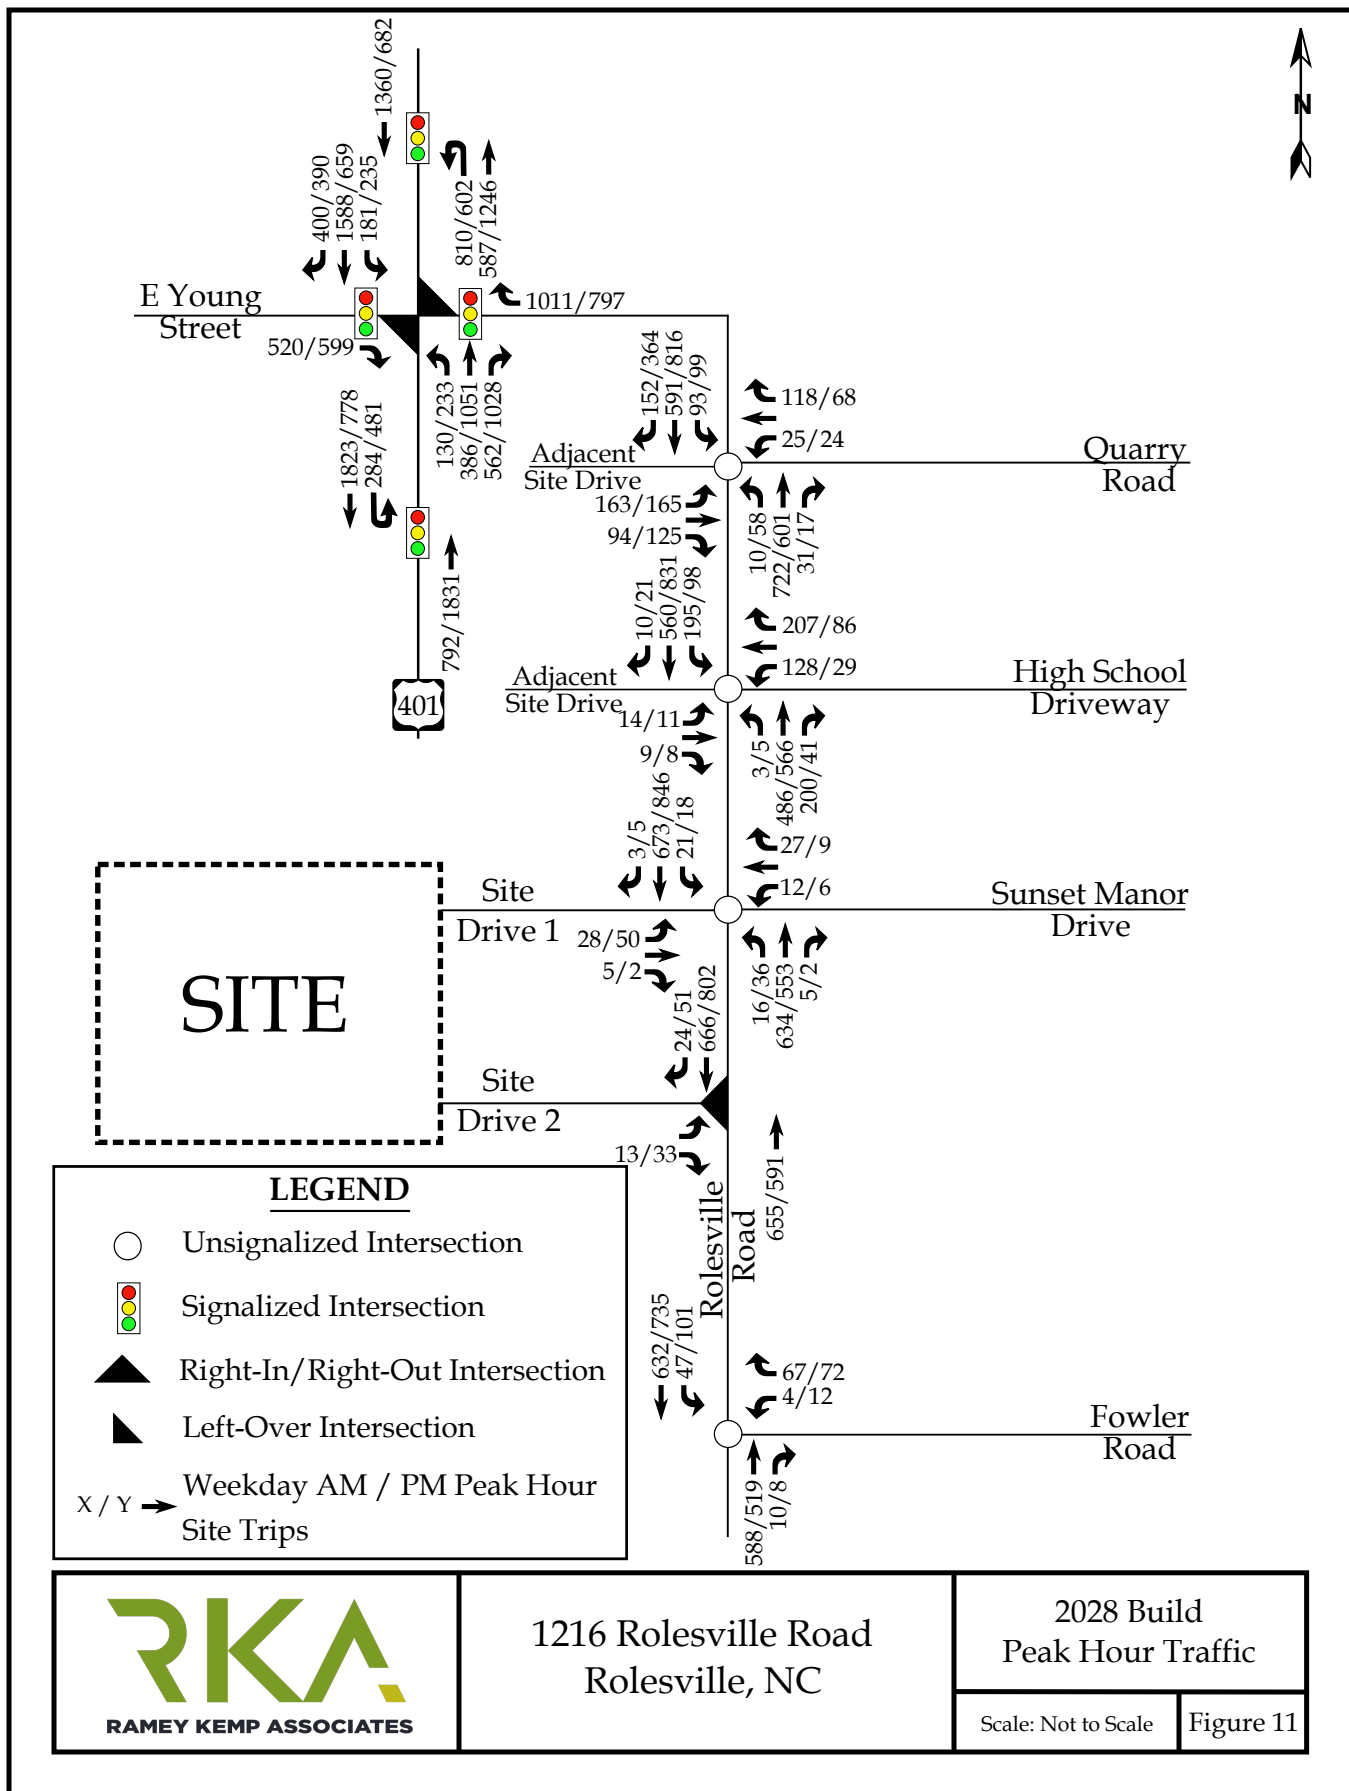 1360/682
N
400/390
1588/659
181/235
810/602
587/1246
E Young
Street
1011/797
520/599
152/364
591/816
93/99
118/68
25/24
1823/778
284/481
130/233
386/1051
562/1028
Adjacent
Site Drive
Quarry
Road
163/165
94/125
10/58
722/601
31/17
792/1831
10/21
560/831
195/98
207/86
128/29
401
Adjacent
Site Drive
High School
Driveway
14/11
9/8
3/5
486/566
200/41
3/5
673/846
21/18
27/9
12/6
Site
Drive 1
Sunset Manor
Drive
28/50
5/2
16/36
634/553
5/2
SITE
24/51
666/802
Site
Drive 2
13/33
655/591
Rolesville
Road
LEGEND
Unsignalized Intersection
Signalized Intersection
Right-In/Right-Out Intersection
Left-Over Intersection
X / Y
Weekday AM / PM Peak Hour
Site Trips
632/735
47/101
67/72
4/12
Fowler
Road
588/519
10/8
RKA
RAMEY KEMP ASSOCIATES
1216 Rolesville Road
Rolesville, NC
2028 Build
Peak Hour Traffic
Scale: Not to Scale
Figure 11